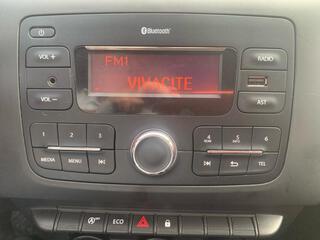 Bluetooth
VOL + FM1 RADIO
VIVACITE
VOL − AST
1 2 3 4 5 6
MEDIA MENU TEL
A ECO